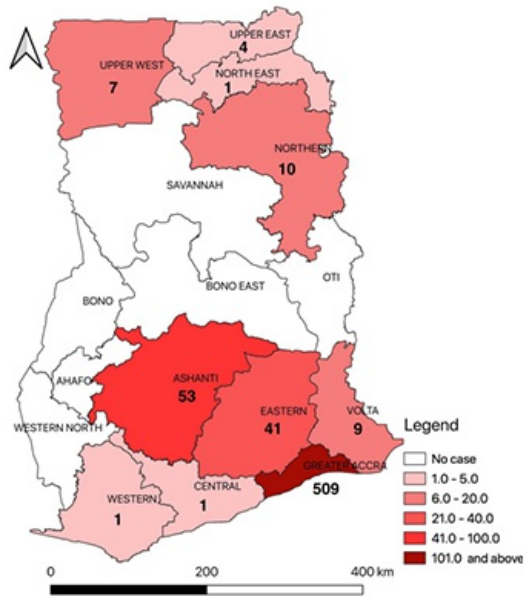 UPPER EAST
4
UPPER WEST
7
NORTH EAST
1
NORTHERN
10
SAVANNAH
OTI
BONO EAST
BONO
AHAFO
ASHANTI
53
EASTERN
41
VOLTA
9
WESTERN NORTH
GREATER ACCRA
509
CENTRAL
1
WESTERN
1
Legend
No case
1.0 - 5.0
6.0 - 20.0
21.0 - 40.0
41.0 - 100.0
101.0 and above
0 200 400 km